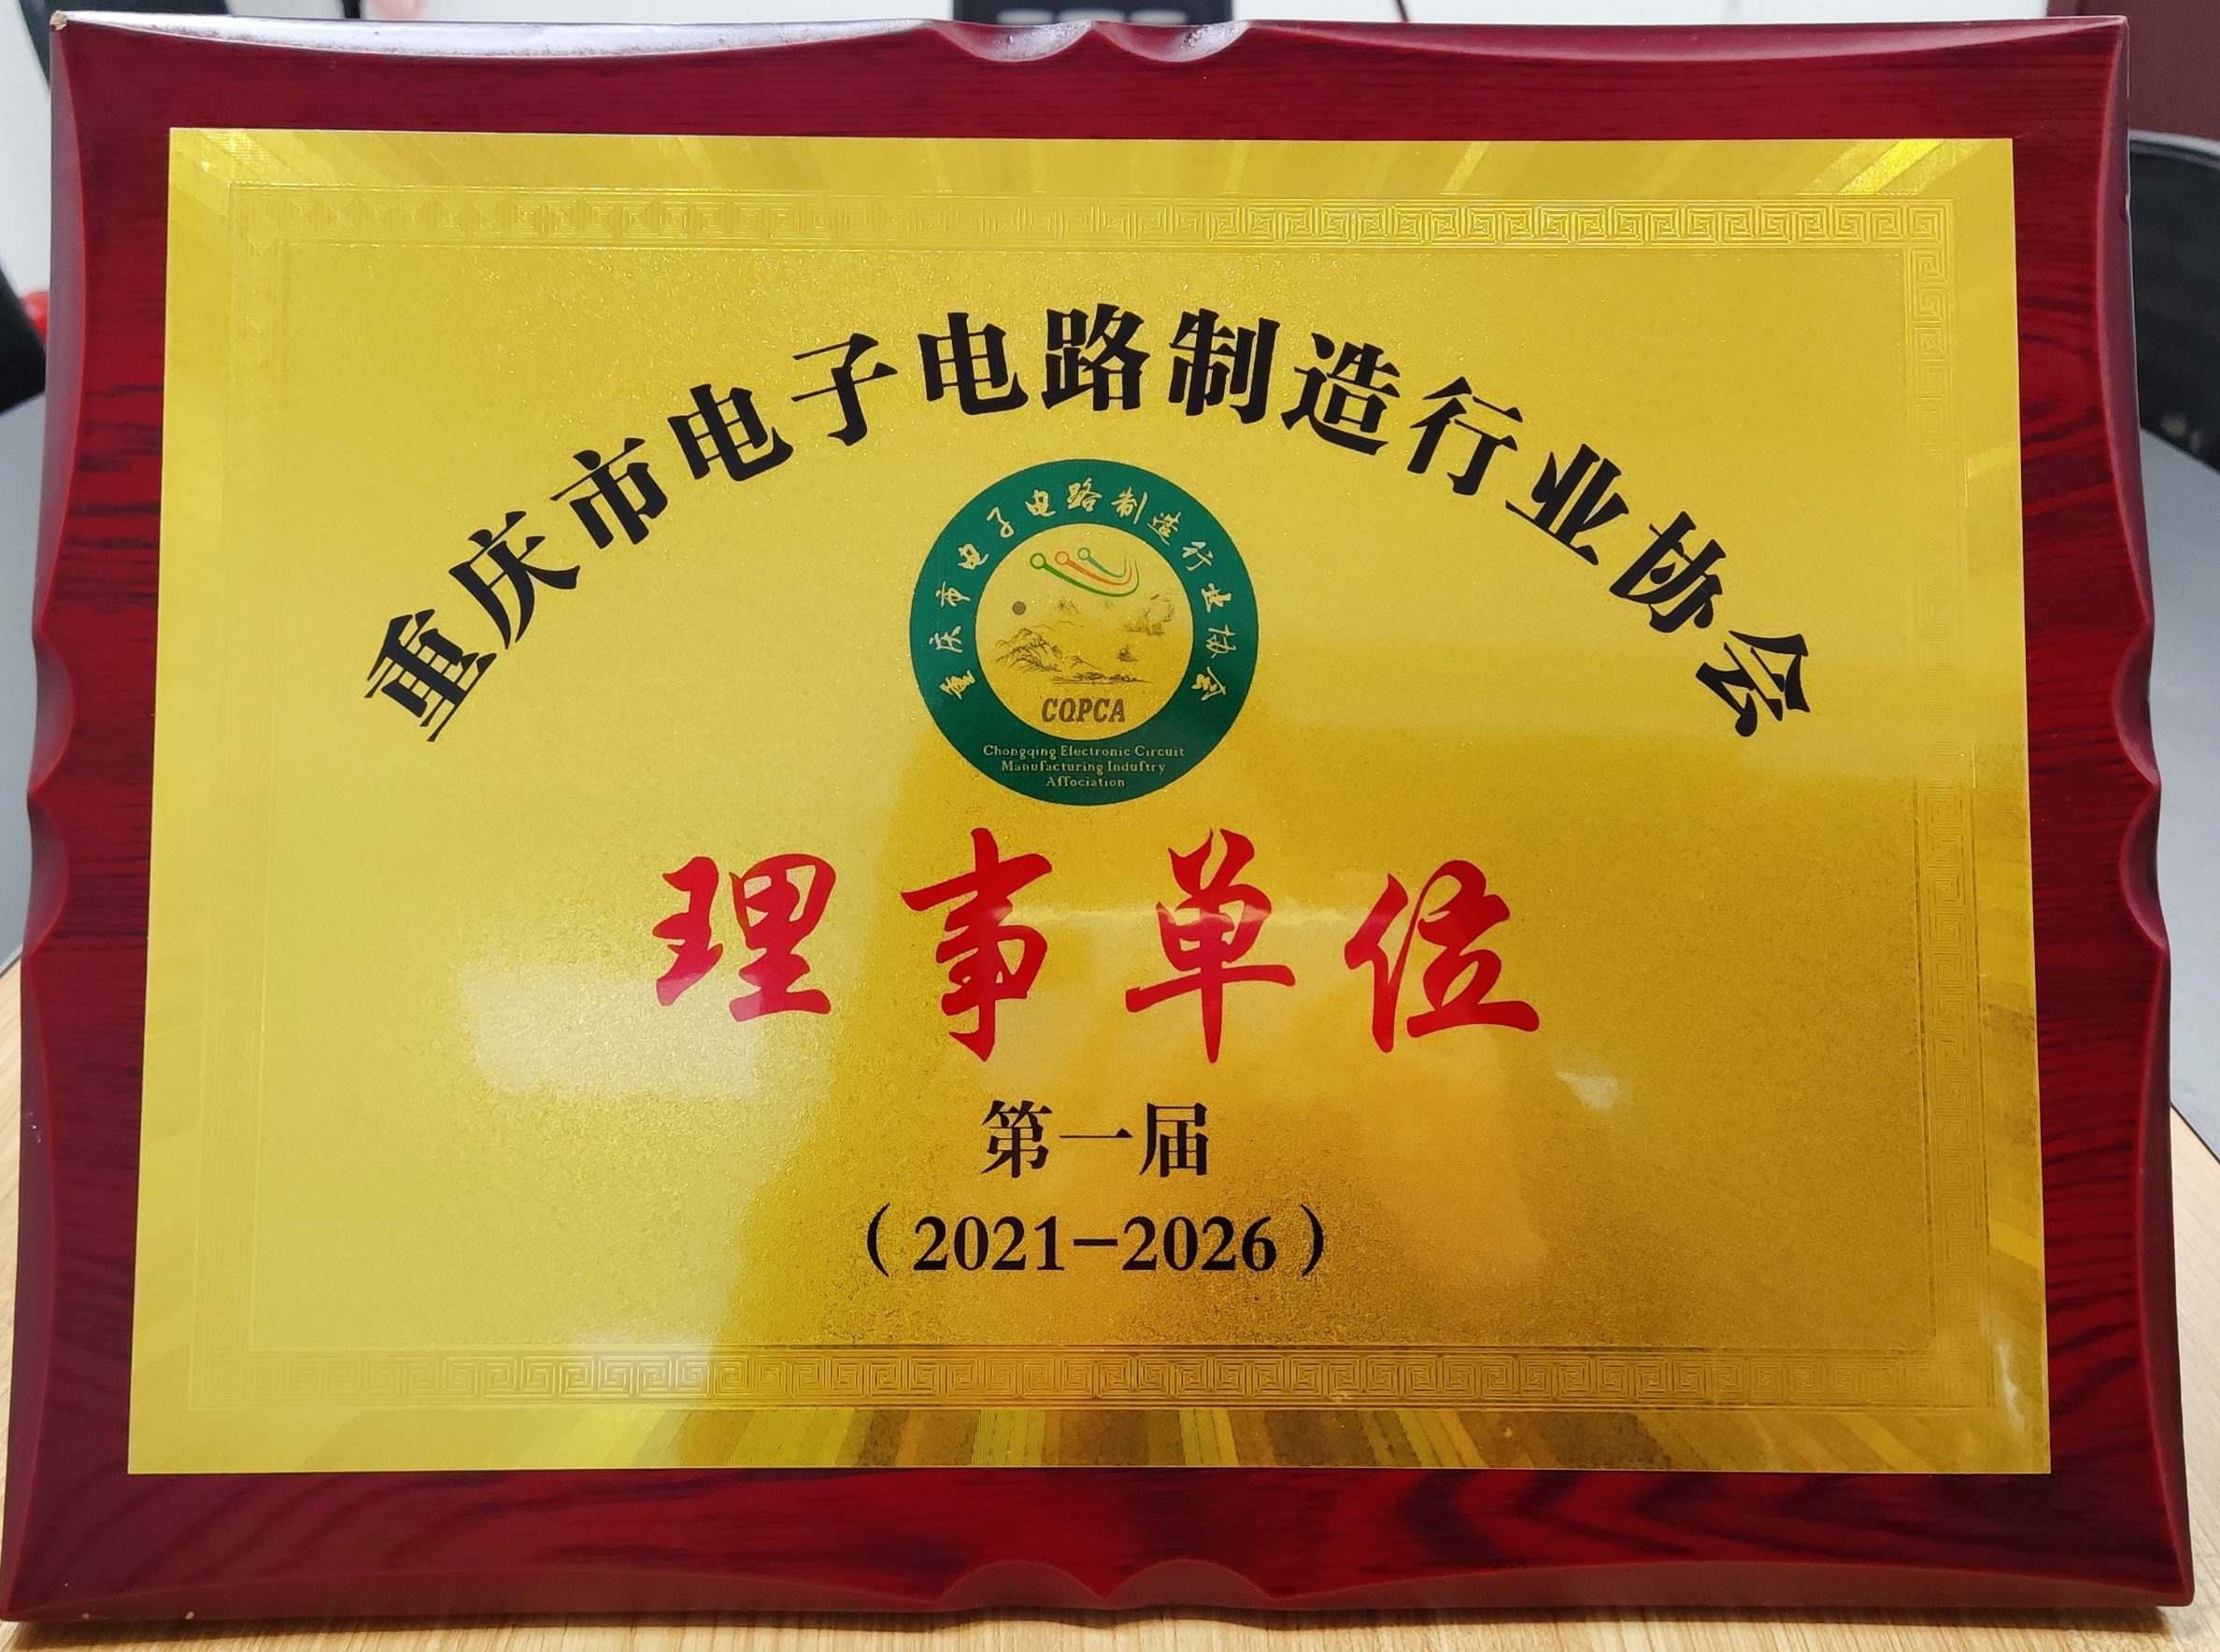 重庆市电子电路制造行业协会
重庆市电子电路制造行业协会
CQPCA
Chongqing Electronic Circuit
Manufacturing Induſtry
Aſſociation
理事单位
第一届
（2021-2026）